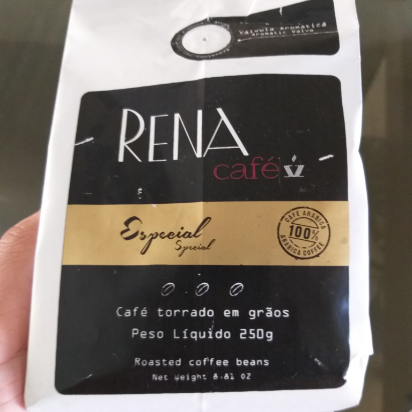 Válvula Aromática
Aromatic Valve
RENA
café
Especial
Special
CAFÉ ARABICA
100%
ARABICA COFFEE
Café torrado em grãos
Peso Líquido 250g
Roasted coffee beans
Net Weight 8.81 OZ